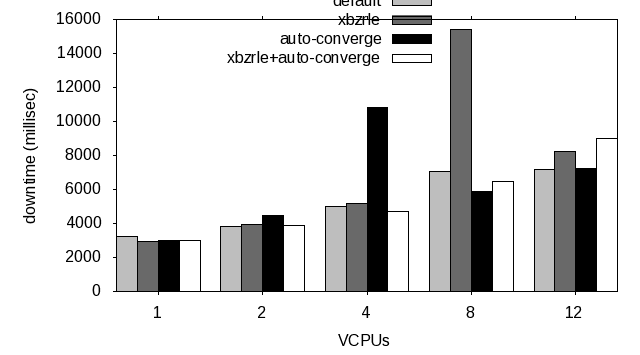 default
xbzrle
auto-converge
xbzrle+auto-converge
16000
14000
12000
10000
8000
6000
4000
2000
0
downtime (millisec)
1 2 4 8 12
VCPUs